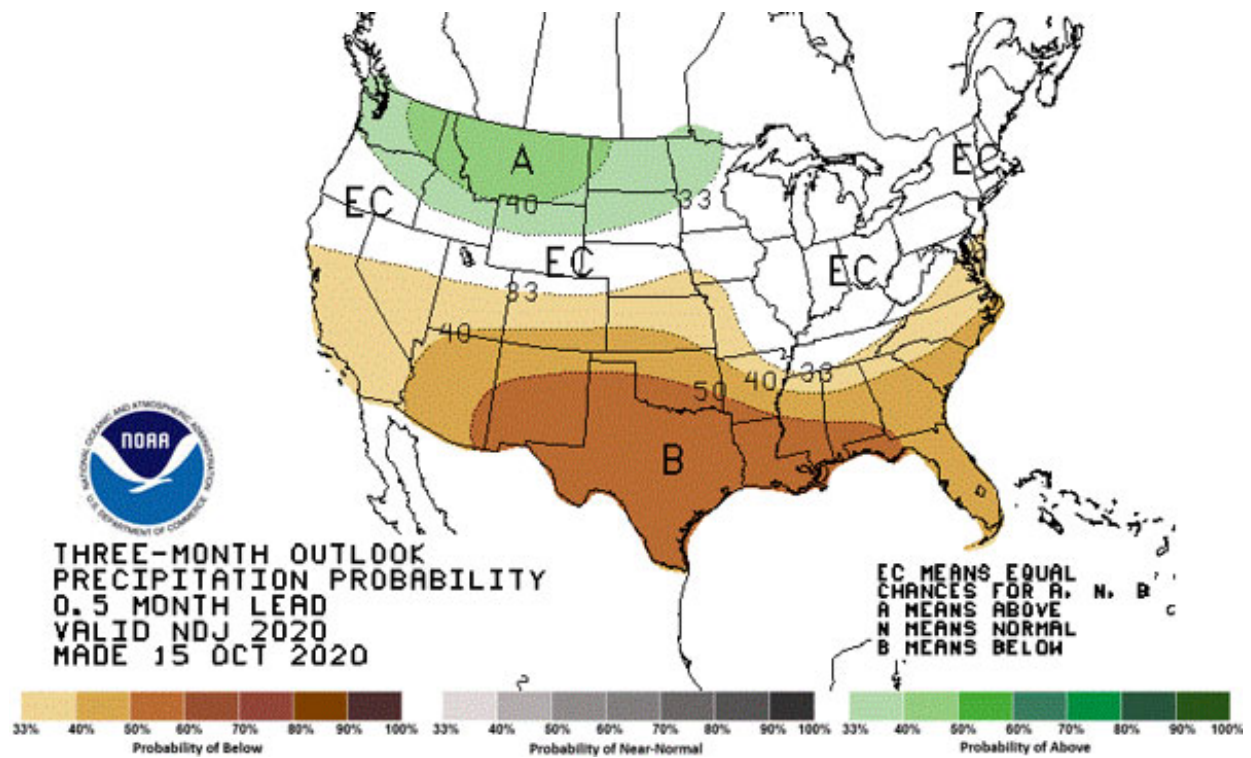 A
EC
EC
40
33
EC
EC
33
40
50
40
33
B
NATIONAL OCEANIC AND ATMOSPHERIC ADMINISTRATION
NOAA
U.S. DEPARTMENT OF COMMERCE
THREE-MONTH OUTLOOK
PRECIPITATION PROBABILITY
0.5 MONTH LEAD
VALID NDJ 2020
MADE 15 OCT 2020
EC MEANS EQUAL
CHANCES FOR A, N, B
A MEANS ABOVE
N MEANS NORMAL
B MEANS BELOW
33% 40% 50% 60% 70% 80% 90% 100%
Probability of Below
33% 40% 50% 60% 70% 80% 90% 100%
Probability of Near-Normal
33% 40% 50% 60% 70% 80% 90% 100%
Probability of Above